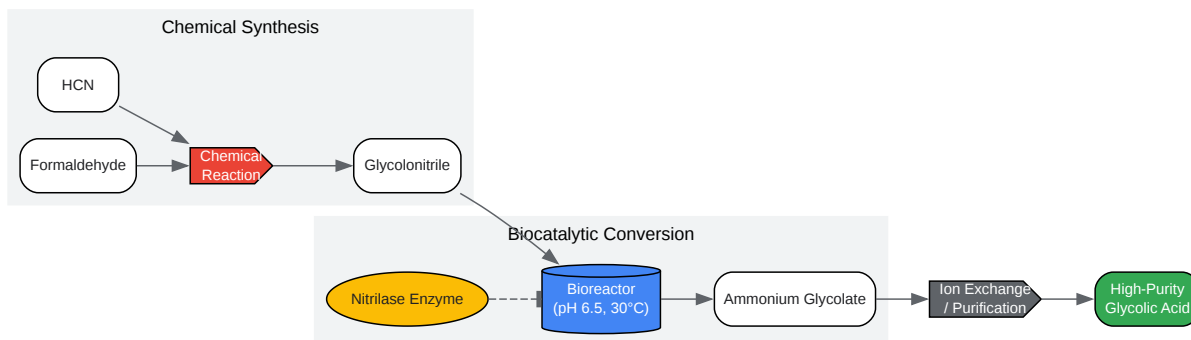 Chemical Synthesis
HCN
Formaldehyde
Chemical
Reaction
Glycolonitrile
Biocatalytic Conversion
Nitrilase Enzyme
Bioreactor
(pH 6.5, 30°C)
Ammonium Glycolate
Ion Exchange
/ Purification
High-Purity
Glycolic Acid